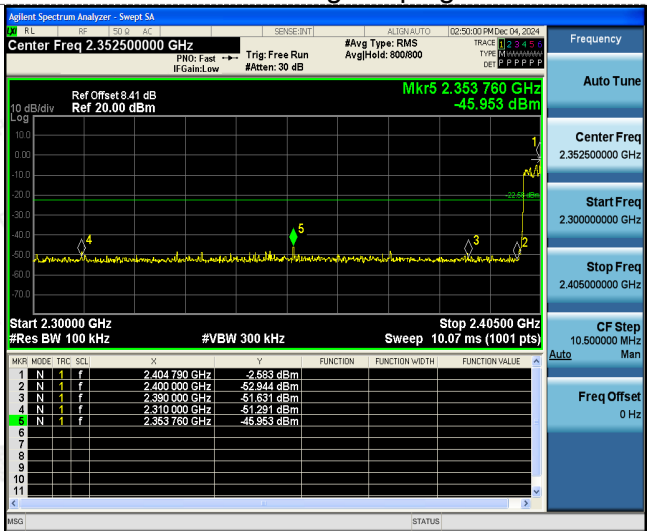 Agilent Spectrum Analyzer - Swept SA
RL RF 50 Ω AC SENSE:INT ALIGN AUTO 02:50:00 PM Dec 04, 2024
Center Freq 2.352500000 GHz
PNO: Fast
IFGain:Low
Trig: Free Run
#Atten: 30 dB
#Avg Type: RMS
Avg|Hold: 800/800
TRACE 1 2 3 4 5 6
TYPE MWWWWW
DET P P P P P P
Ref Offset 8.41 dB
10 dB/div Ref 20.00 dBm
Log
Mkr5 2.353 760 GHz
-45.953 dBm
10.0
0.00
-10.0
-20.0
-30.0
-40.0
-50.0
-60.0
-70.0
1
-22.58 dBm
5
4
3
2
Start 2.30000 GHz Stop 2.40500 GHz
#Res BW 100 kHz #VBW 300 kHz Sweep 10.07 ms (1001 pts)
MKR MODE TRC SCL X Y FUNCTION FUNCTION WIDTH FUNCTION VALUE
1 N 1 f 2.404 790 GHz -2.583 dBm
2 N 1 f 2.400 000 GHz -52.944 dBm
3 N 1 f 2.390 000 GHz -51.631 dBm
4 N 1 f 2.310 000 GHz -51.291 dBm
5 N 1 f 2.353 760 GHz -45.953 dBm
6
7
8
9
10
11
MSG STATUS
Frequency
Auto Tune
Center Freq
2.352500000 GHz
Start Freq
2.300000000 GHz
Stop Freq
2.405000000 GHz
CF Step
10.500000 MHz
Auto Man
Freq Offset
0 Hz